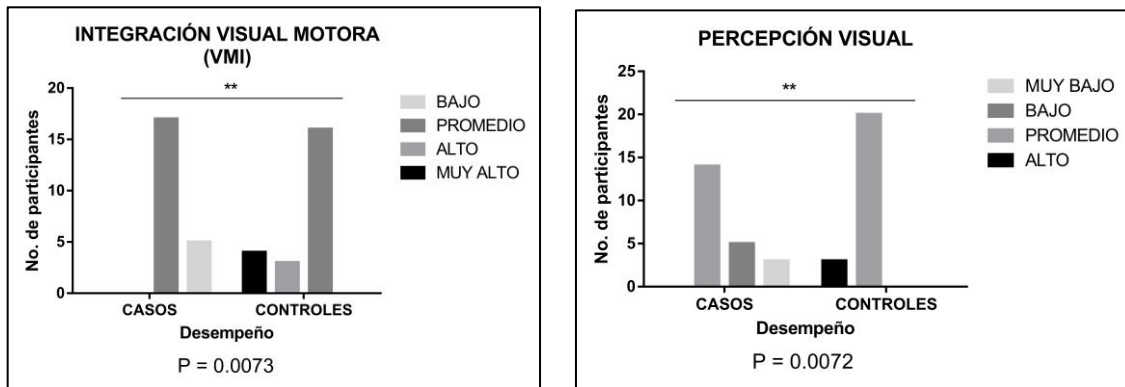 INTEGRACIÓN VISUAL MOTORA
(VMI)
**
20
15
10
5
0
No. de participantes
CASOS
CONTROLES
Desempeño
BAJO
PROMEDIO
ALTO
MUY ALTO
P = 0.0073
PERCEPCIÓN VISUAL
**
25
20
15
10
5
0
No. de participantes
CASOS
CONTROLES
Desempeño
MUY BAJO
BAJO
PROMEDIO
ALTO
P = 0.0072